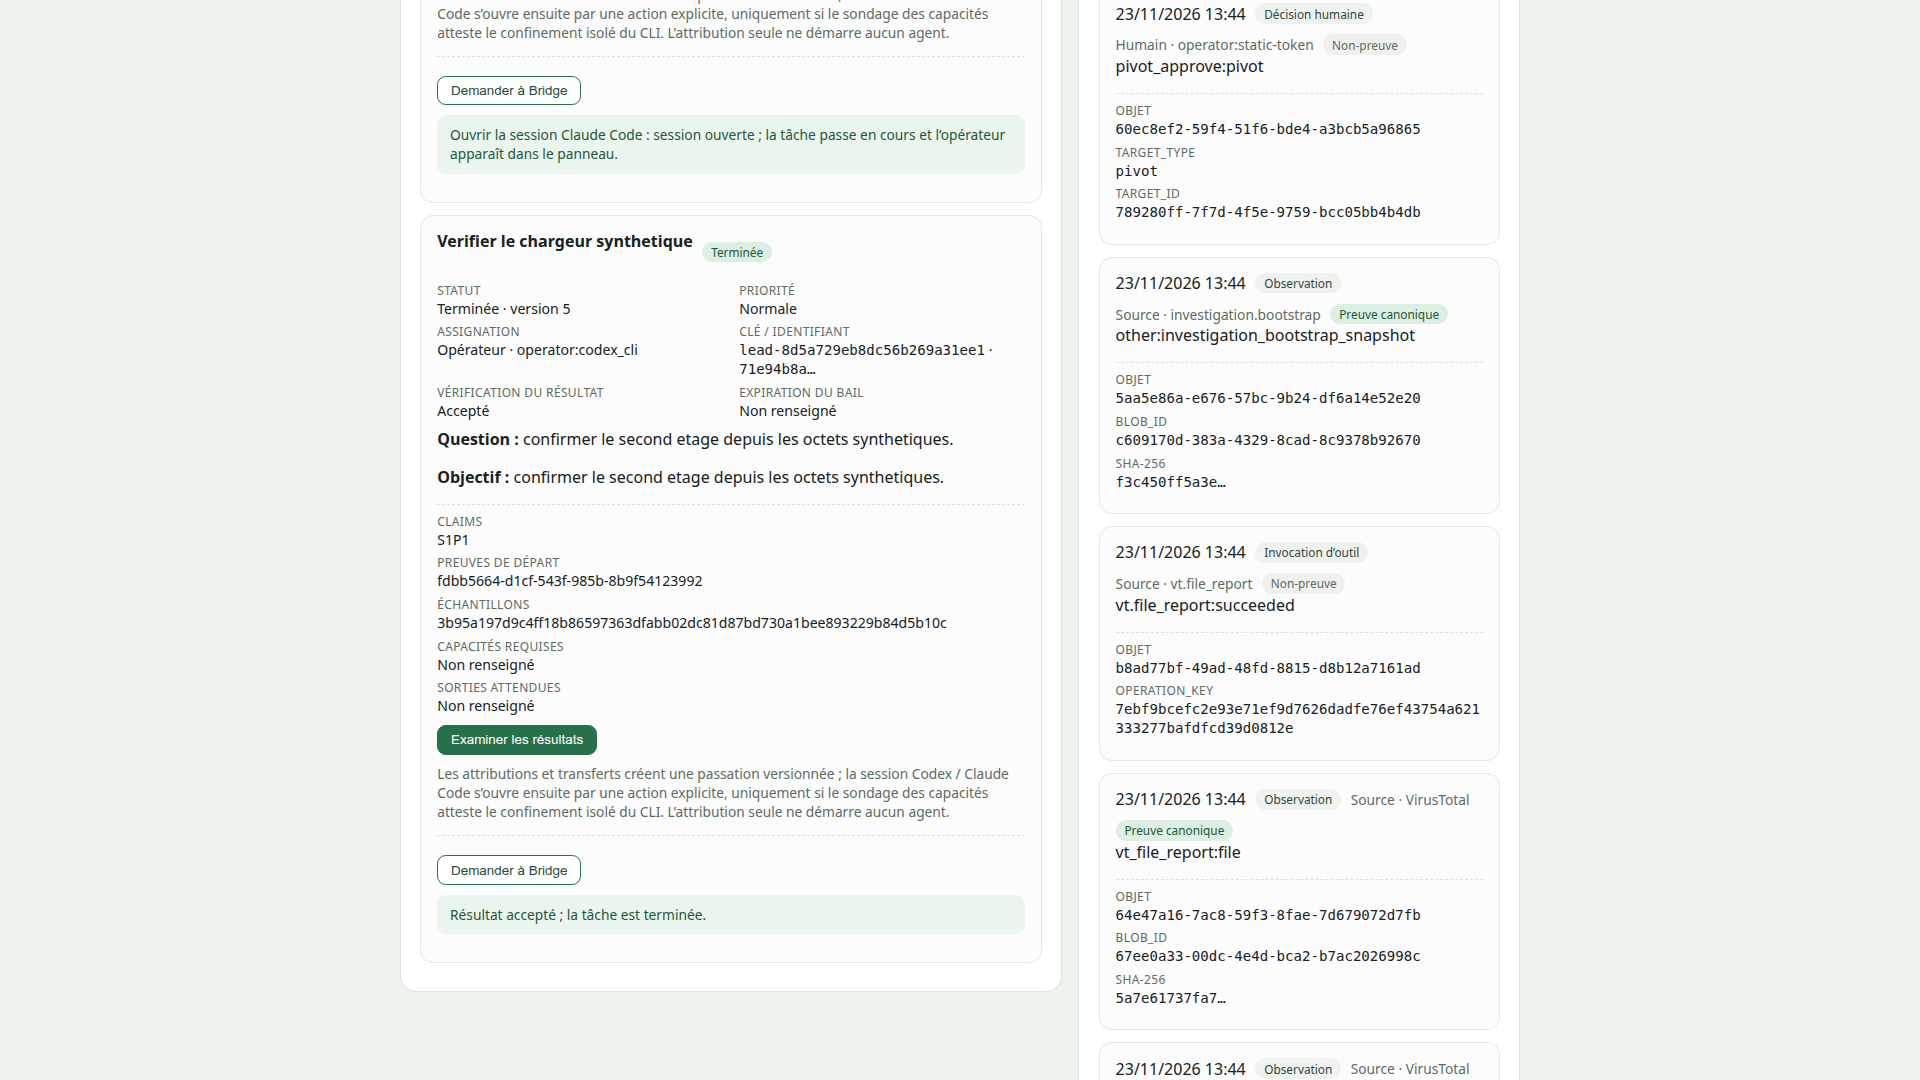 Code s’ouvre ensuite par une action explicite, uniquement si le sondage des capacités
atteste le confinement isolé du CLI. L’attribution seule ne démarre aucun agent.
Demander à Bridge
Ouvrir la session Claude Code : session ouverte ; la tâche passe en cours et l’opérateur
apparaît dans le panneau.
Verifier le chargeur synthetique
Terminée
STATUT
Terminée · version 5
PRIORITÉ
Normale
ASSIGNATION
Opérateur · operator:codex_cli
CLÉ / IDENTIFIANT
lead-8d5a729eb8dc56b269a31ee1 ·
71e94b8a…
VÉRIFICATION DU RÉSULTAT
Accepté
EXPIRATION DU BAIL
Non renseigné
Question : confirmer le second etage depuis les octets synthetiques.
Objectif : confirmer le second etage depuis les octets synthetiques.
CLAIMS
S1P1
PREUVES DE DÉPART
fdbb5664-d1cf-543f-985b-8b9f54123992
ÉCHANTILLONS
3b95a197d9c4ff18b86597363dfabb02dc81d87bd730a1bee893229b84d5b10c
CAPACITÉS REQUISES
Non renseigné
SORTIES ATTENDUES
Non renseigné
Examiner les résultats
Les attributions et transferts créent une passation versionnée ; la session Codex / Claude
Code s’ouvre ensuite par une action explicite, uniquement si le sondage des capacités
atteste le confinement isolé du CLI. L’attribution seule ne démarre aucun agent.
Demander à Bridge
Résultat accepté ; la tâche est terminée.
23/11/2026 13:44 Décision humaine
Humain · operator:static-token Non-preuve
pivot_approve:pivot
OBJET
60ec8ef2-59f4-51f6-bde4-a3bcb5a96865
TARGET_TYPE
pivot
TARGET_ID
789280ff-7f7d-4f5e-9759-bcc05bb4b4db
23/11/2026 13:44 Observation
Source · investigation.bootstrap Preuve canonique
other:investigation_bootstrap_snapshot
OBJET
5aa5e86a-e676-57bc-9b24-df6a14e52e20
BLOB_ID
c609170d-383a-4329-8cad-8c9378b92670
SHA-256
f3c450ff5a3e…
23/11/2026 13:44 Invocation d’outil
Source · vt.file_report Non-preuve
vt.file_report:succeeded
OBJET
b8ad77bf-49ad-48fd-8815-d8b12a7161ad
OPERATION_KEY
7ebf9bcefc2e93e71ef9d7626dadfe76ef43754a621
333277bafdfcd39d0812e
23/11/2026 13:44 Observation Source · VirusTotal
Preuve canonique
vt_file_report:file
OBJET
64e47a16-7ac8-59f3-8fae-7d679072d7fb
BLOB_ID
67ee0a33-00dc-4e4d-bca2-b7ac2026998c
SHA-256
5a7e61737fa7…
23/11/2026 13:44 Observation Source · VirusTotal